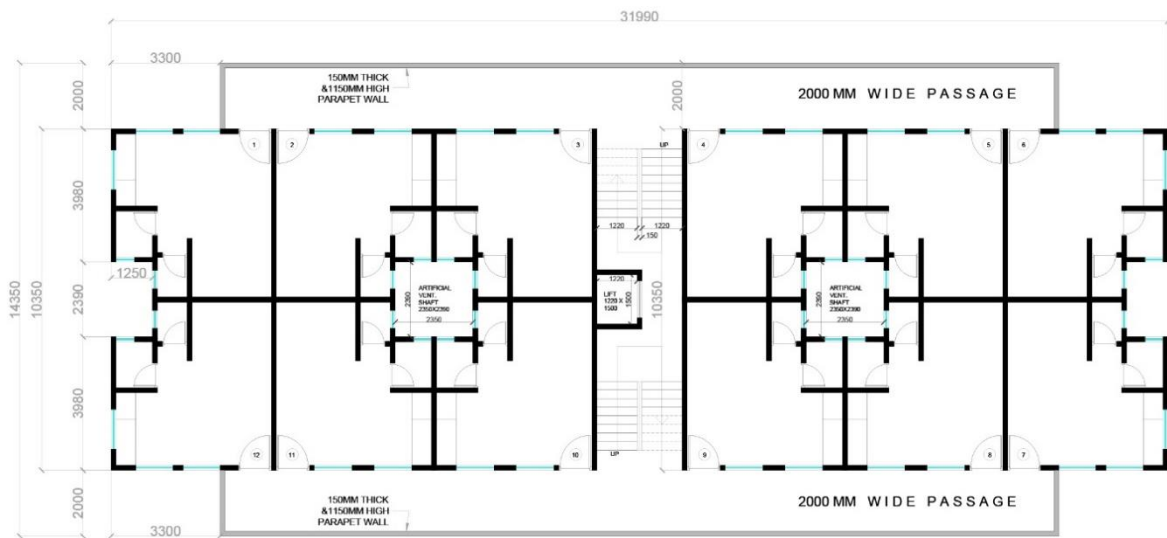 31990
3300
150MM THICK
&1150MM HIGH
PARAPET WALL
2000
2000
2000 MM WIDE PASSAGE
1
2
3
UP
4
5
6
3980
1220
1220
150
1250
14350
10350
2390
ARTIFICIAL
VENT.
SHAFT
2350X2390
2390
2350
1220
LIFT
1220 X
1500
1500
10350
ARTIFICIAL
VENT.
SHAFT
2350X2390
2390
2350
3980
12
11
10
UP
9
8
7
2000
150MM THICK
&1150MM HIGH
PARAPET WALL
2000 MM WIDE PASSAGE
3300